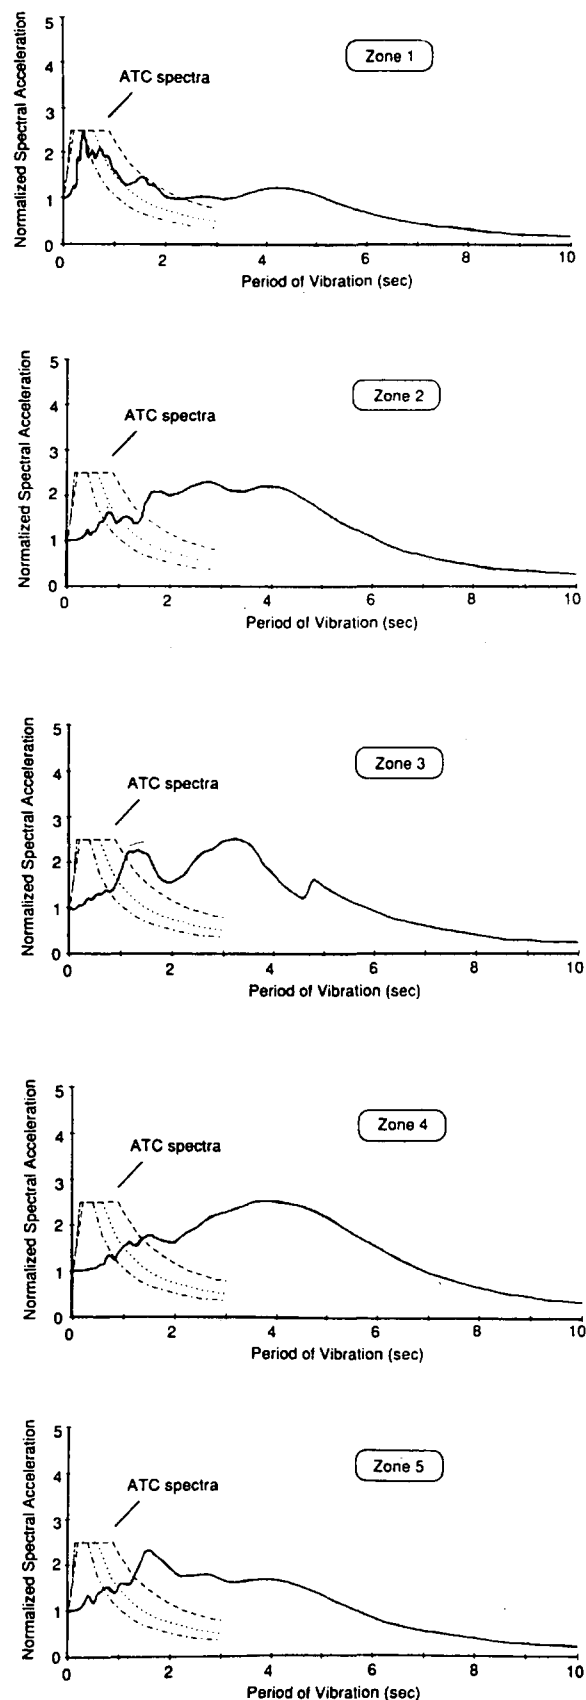 Normalized Spectral Acceleration
5
4
3
2
1
0
ATC spectra
Zone 1
0 2 4 6 8 10
Period of Vibration (sec)
Normalized Spectral Acceleration
5
4
3
2
1
0
ATC spectra
Zone 2
0 2 4 6 8 10
Period of Vibration (sec)
Normalized Spectral Acceleration
5
4
3
2
1
0
ATC spectra
Zone 3
0 2 4 6 8 10
Period of Vibration (sec)
Normalized Spectral Acceleration
5
4
3
2
1
0
ATC spectra
Zone 4
0 2 4 6 8 10
Period of Vibration (sec)
Normalized Spectral Acceleration
5
4
3
2
1
0
ATC spectra
Zone 5
0 2 4 6 8 10
Period of Vibration (sec)